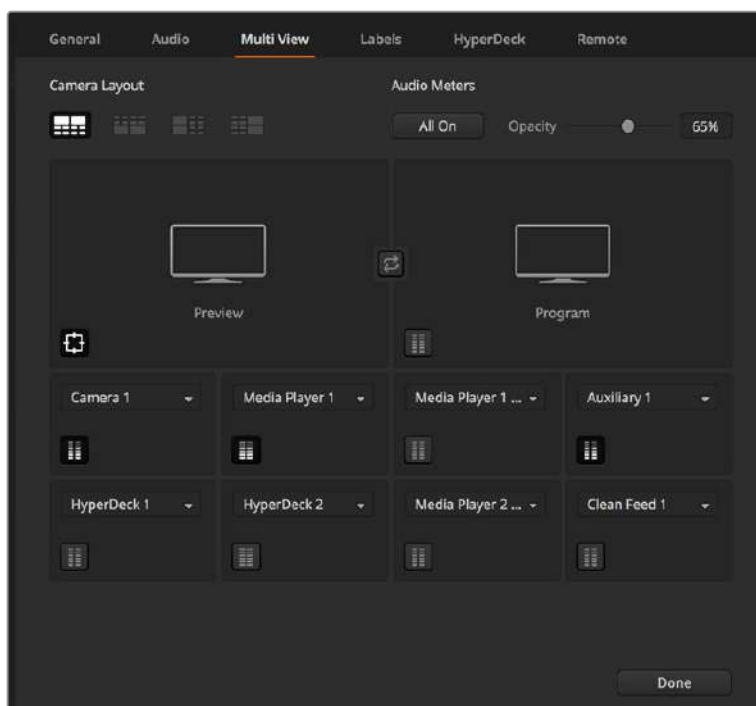 General Audio Multi View Labels HyperDeck Remote
Camera Layout Audio Meters
All On Opacity 65%
Preview Program
Camera 1 Media Player 1 Media Player 1 ... Auxiliary 1
HyperDeck 1 HyperDeck 2 Media Player 2 ... Clean Feed 1
Done